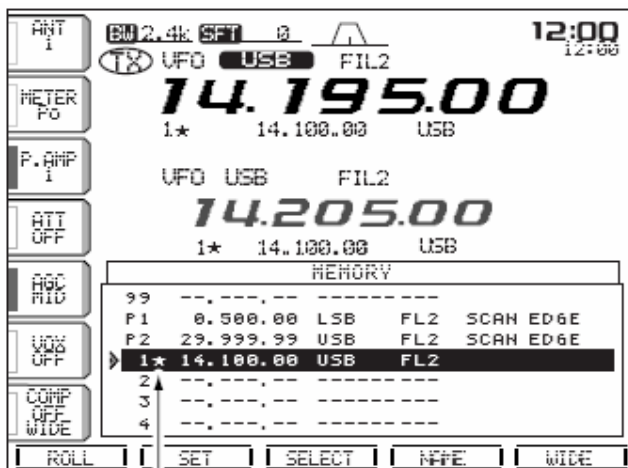 ANT
1
BW 2.4k SFT 0
12:00
12:00
TX VFO USB FIL2
14.195.00
METER
Po
1★ 14.100.00 USB
P.AMP
1
VFO USB FIL2
14.205.00
ATT
OFF
1★ 14.100.00 USB
MEMORY
AGC
MID
99 --.---.-- ---------
P1 0.500.00 LSB FL2 SCAN EDGE
P2 29.999.99 USB FL2 SCAN EDGE
VOX
OFF
1★ 14.100.00 USB FL2
2 --.---.-- ---------
3 --.---.-- ---------
4 --.---.-- ---------
COMP
OFF
WIDE
ROLL SET SELECT NAME WIDE